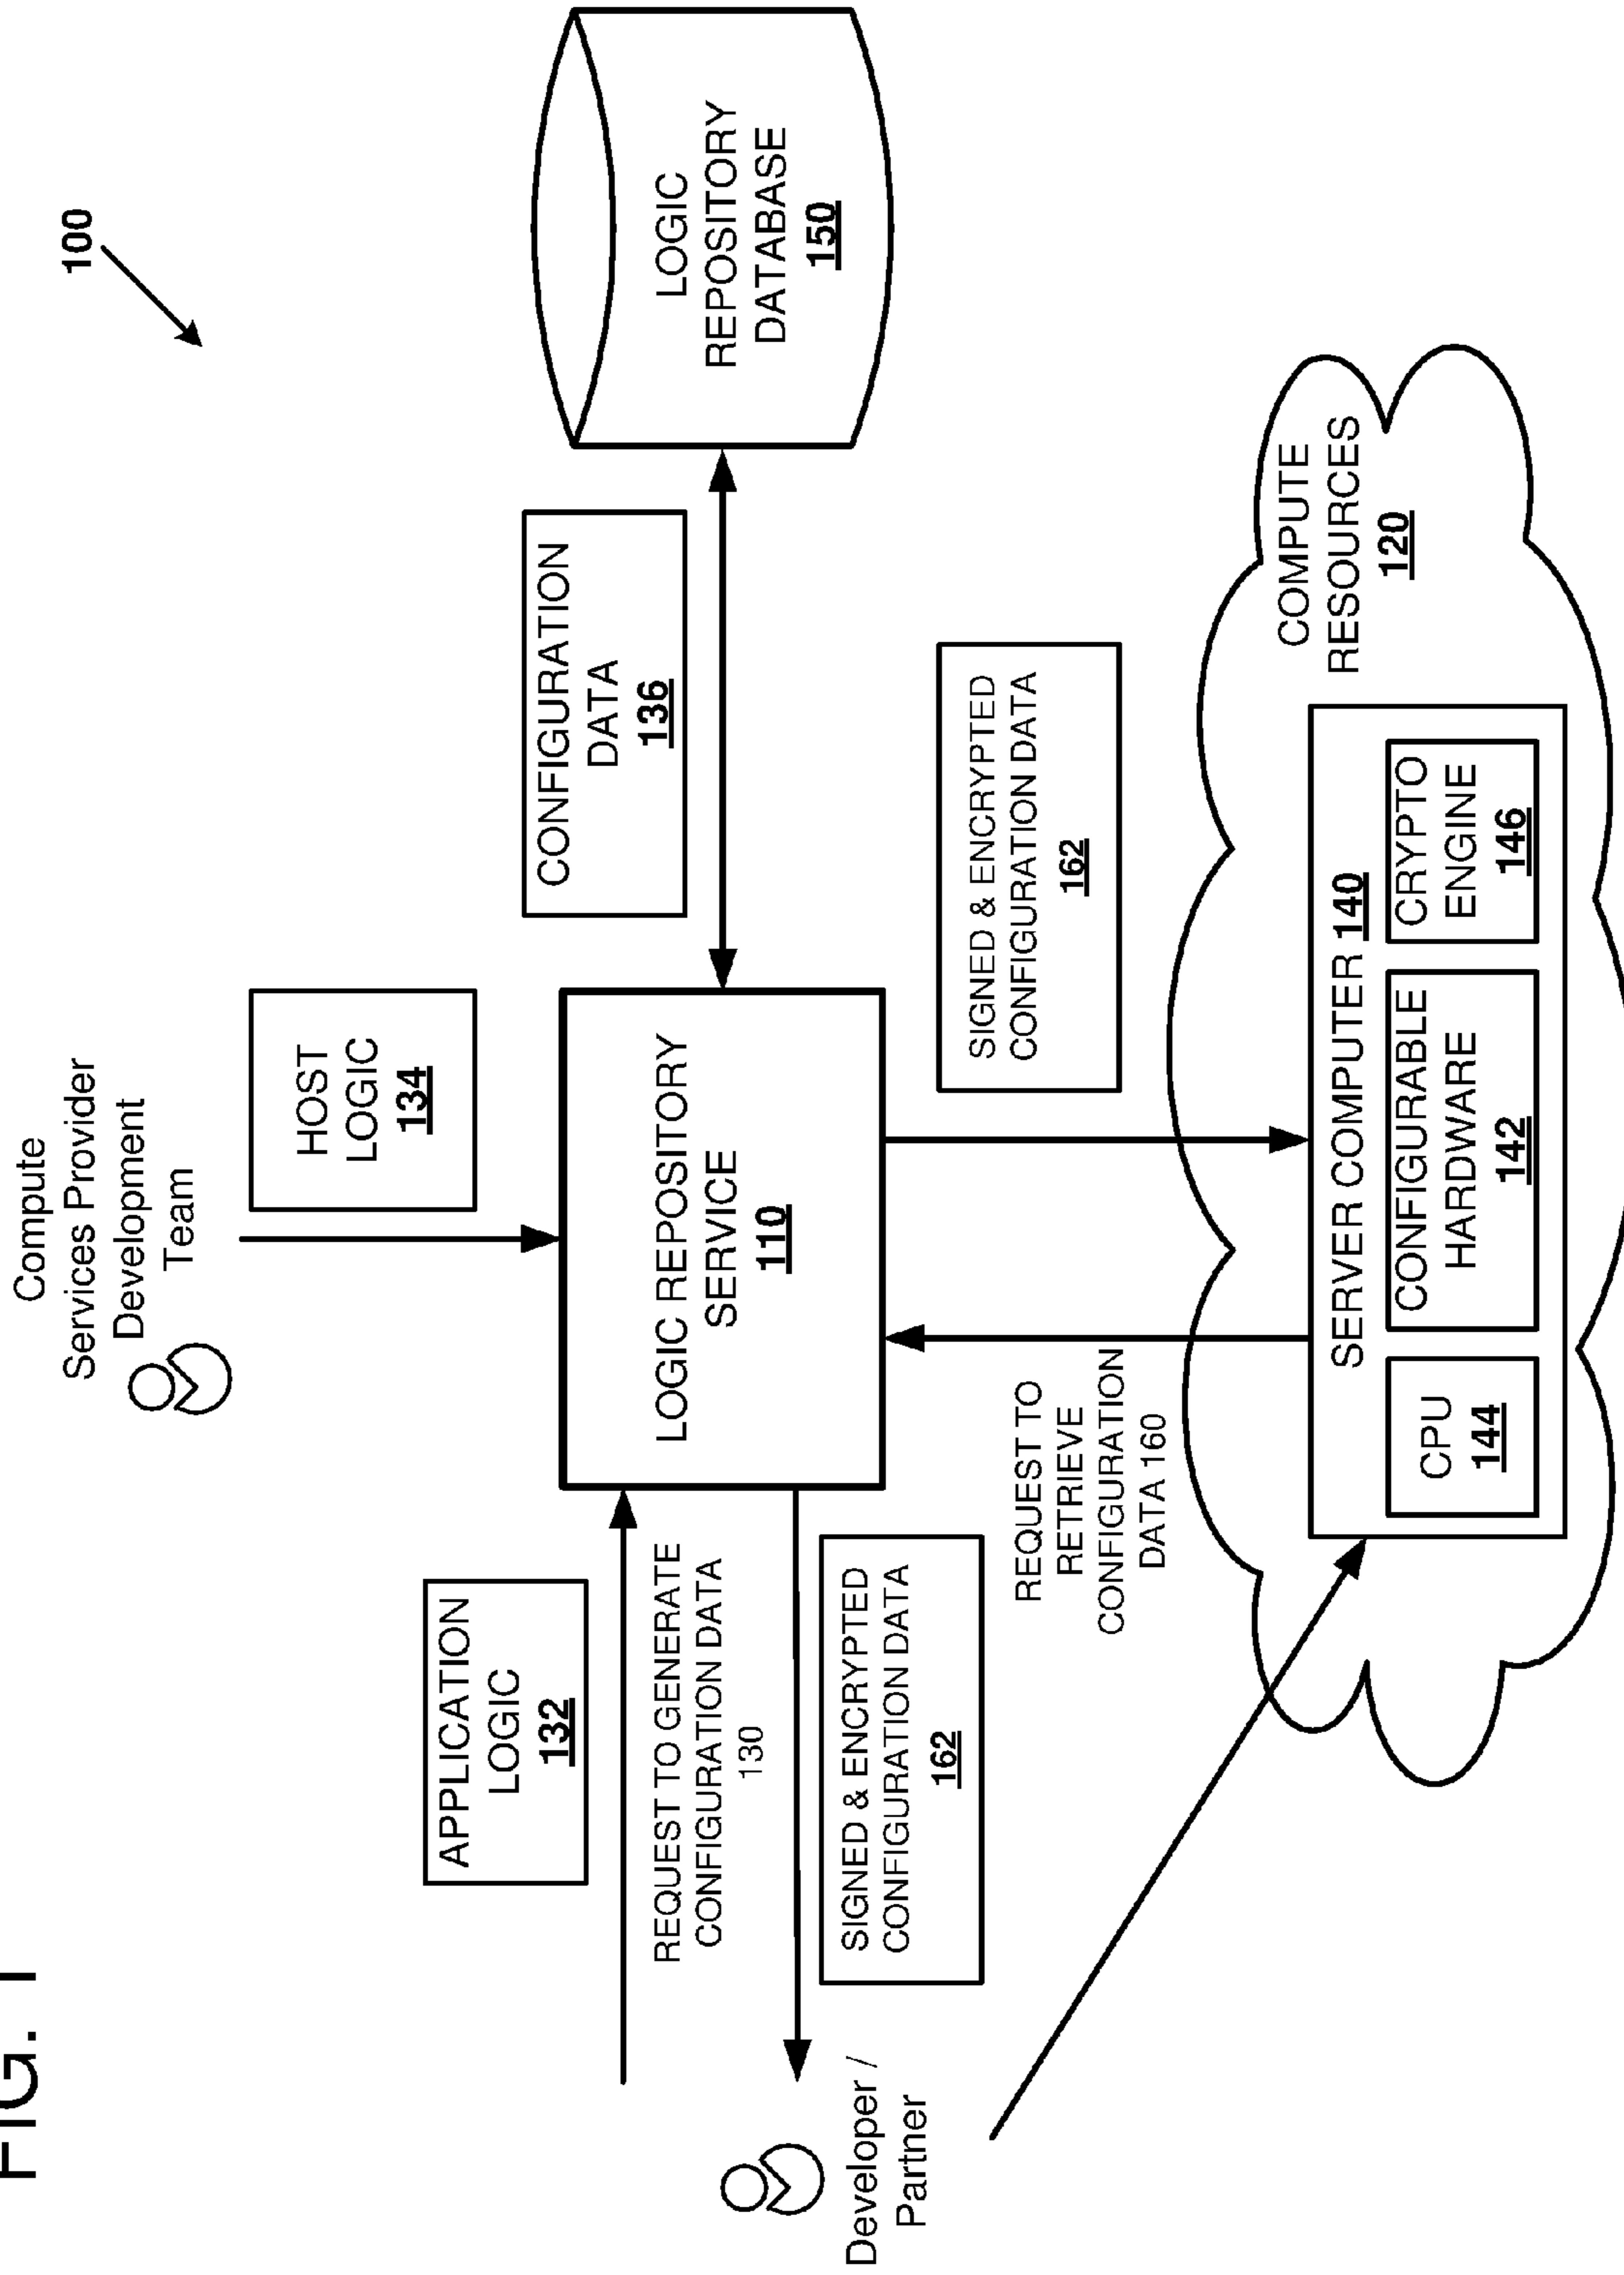 FIG. 1
100
Compute
Services Provider
Development
Team
HOST
LOGIC
134
APPLICATION
LOGIC
132
REQUEST TO GENERATE
CONFIGURATION DATA
130
SIGNED & ENCRYPTED
CONFIGURATION DATA
162
Developer /
Partner
LOGIC REPOSITORY
SERVICE
110
CONFIGURATION
DATA
136
LOGIC
REPOSITORY
DATABASE
150
REQUEST TO
RETRIEVE
CONFIGURATION
DATA 160
SIGNED & ENCRYPTED
CONFIGURATION DATA
162
COMPUTE
RESOURCES
120
SERVER COMPUTER 140
CPU
144
CONFIGURABLE
HARDWARE
142
CRYPTO
ENGINE
146